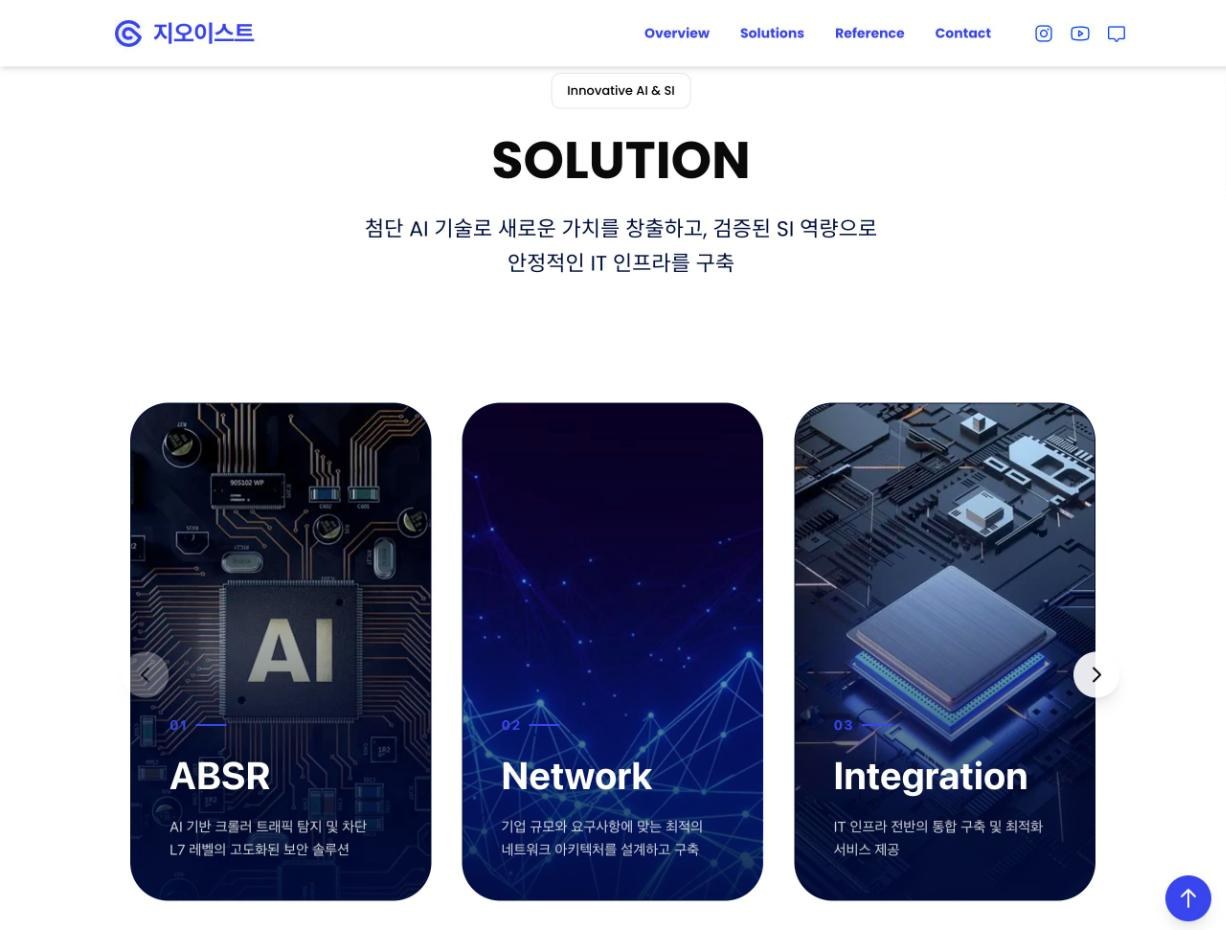 지오이스트
Overview Solutions Reference Contact
Innovative AI & SI
SOLUTION
첨단 AI 기술로 새로운 가치를 창출하고, 검증된 SI 역량으로
안정적인 IT 인프라를 구축
905102 WP
AI
01
ABSR
AI 기반 크롤러 트래픽 탐지 및 차단
L7 레벨의 고도화된 보안 솔루션
02
Network
기업 규모와 요구사항에 맞는 최적의
네트워크 아키텍처를 설계하고 구축
03
Integration
IT 인프라 전반의 통합 구축 및 최적화
서비스 제공